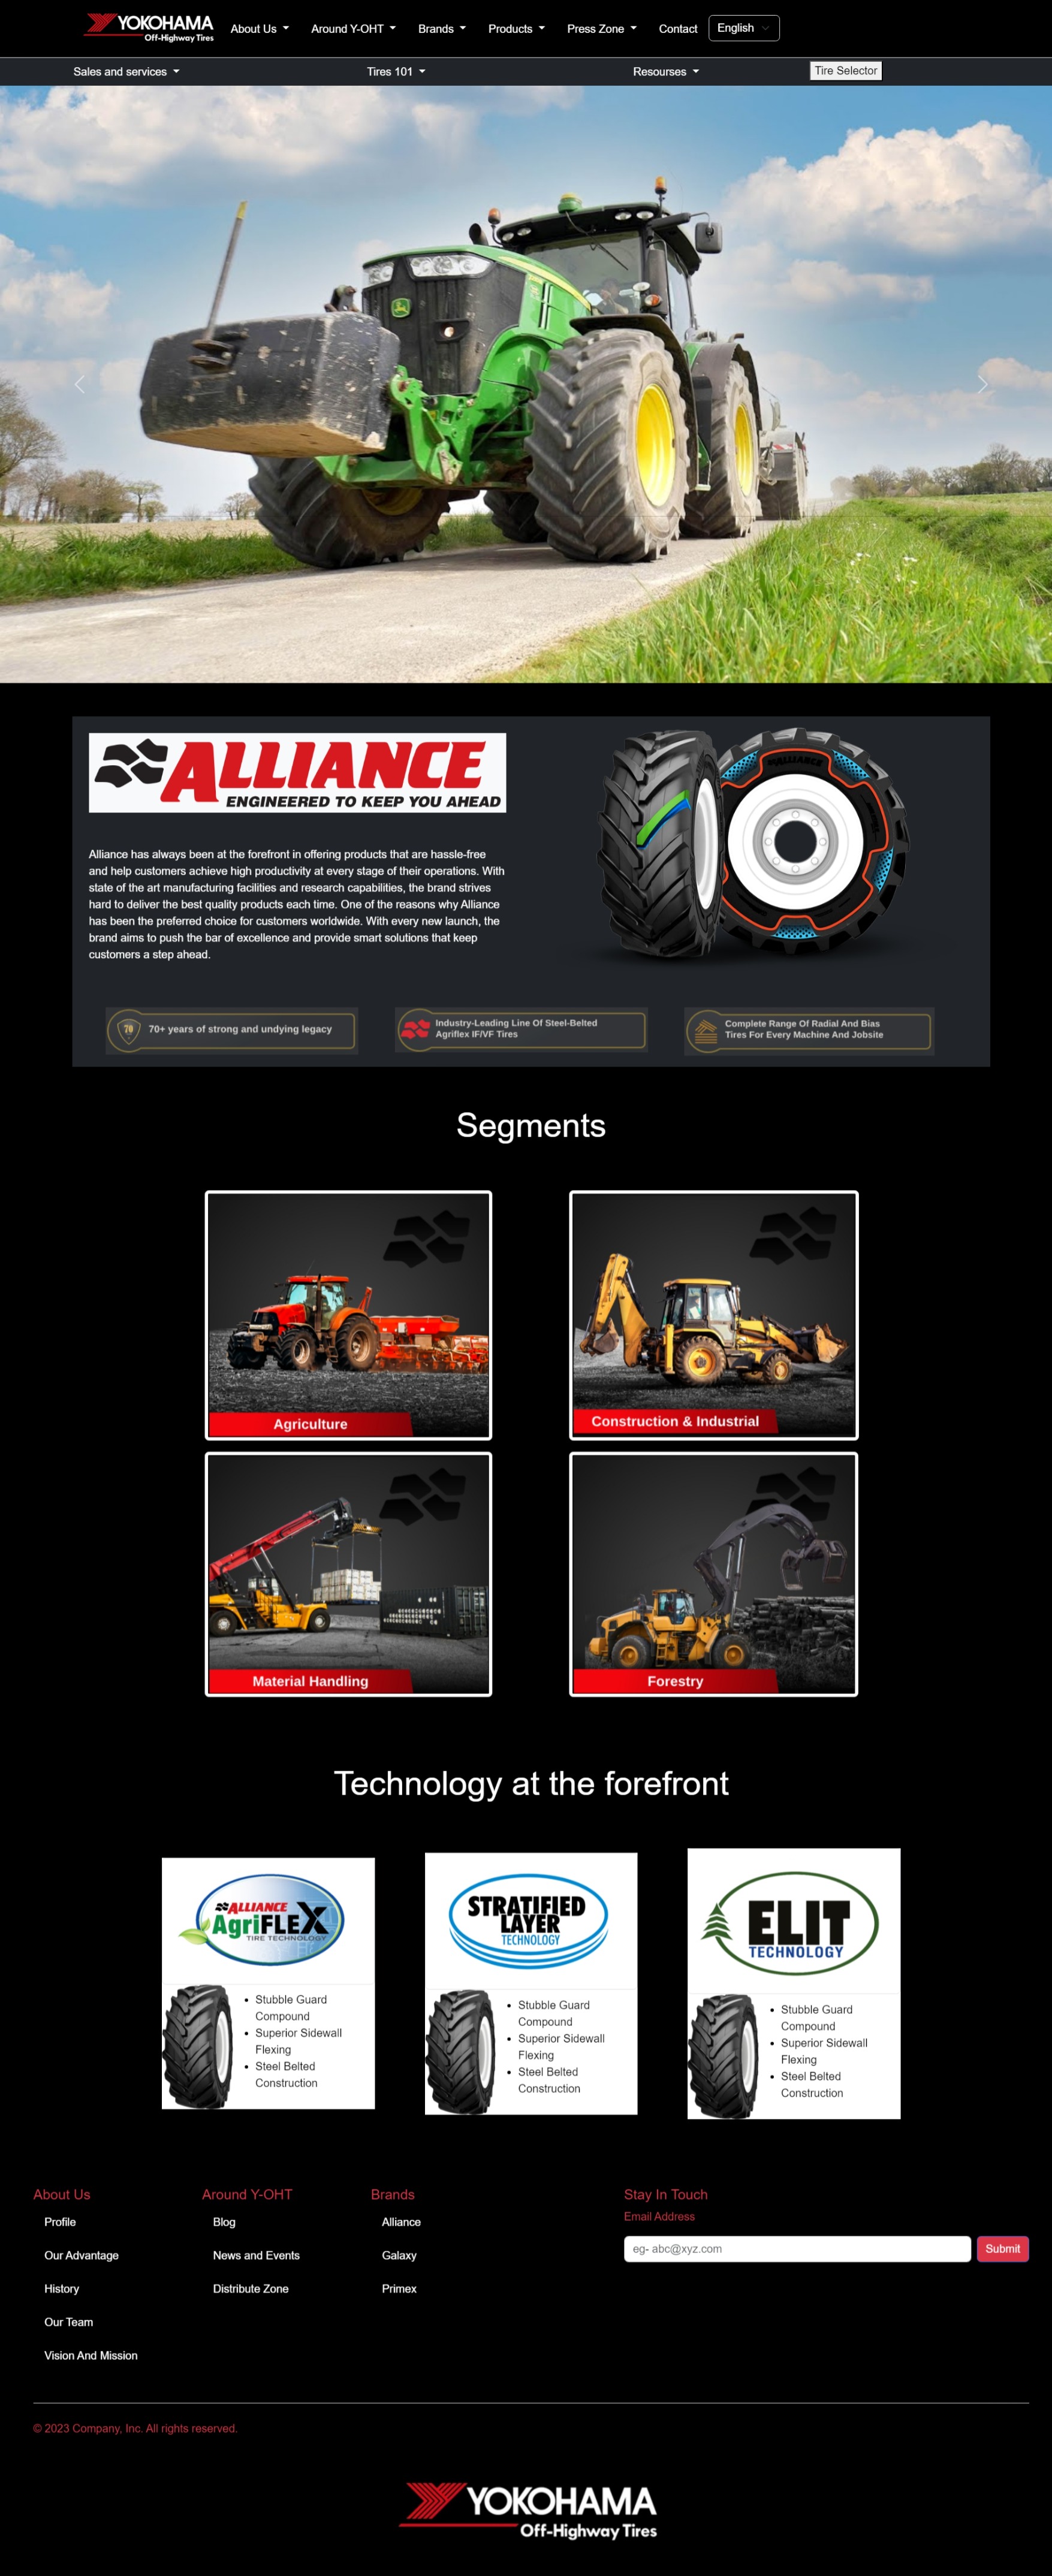 YOKOHAMA
Off-Highway Tires
About Us
Around Y-OHT
Brands
Products
Press Zone
Contact
English
Sales and services
Tires 101
Resourses
Tire Selector
ALLIANCE
ENGINEERED TO KEEP YOU AHEAD
ALLIANCE
Alliance has always been at the forefront in offering products that are hassle-free
and help customers achieve high productivity at every stage of their operations. With
state of the art manufacturing facilities and research capabilities, the brand strives
hard to deliver the best quality products each time. One of the reasons why Alliance
has been the preferred choice for customers worldwide. With every new launch, the
brand aims to push the bar of excellence and provide smart solutions that keep
customers a step ahead.
70
70+ years of strong and undying legacy
Industry-Leading Line Of Steel-Belted
Agriflex IF/VF Tires
Complete Range Of Radial And Bias
Tires For Every Machine And Jobsite
Segments
Agriculture
Construction & Industrial
Material Handling
Forestry
Technology at the forefront
ALLIANCE
AgriFLEX
TIRE TECHNOLOGY
Stubble Guard
Compound
Superior Sidewall
Flexing
Steel Belted
Construction
STRATIFIED
LAYER
TECHNOLOGY
Stubble Guard
Compound
Superior Sidewall
Flexing
Steel Belted
Construction
ELIT
TECHNOLOGY
Stubble Guard
Compound
Superior Sidewall
Flexing
Steel Belted
Construction
About Us
Profile
Our Advantage
History
Our Team
Vision And Mission
Around Y-OHT
Blog
News and Events
Distribute Zone
Brands
Alliance
Galaxy
Primex
Stay In Touch
Email Address
eg- abc@xyz.com
Submit
© 2023 Company, Inc. All rights reserved.
YOKOHAMA
Off-Highway Tires